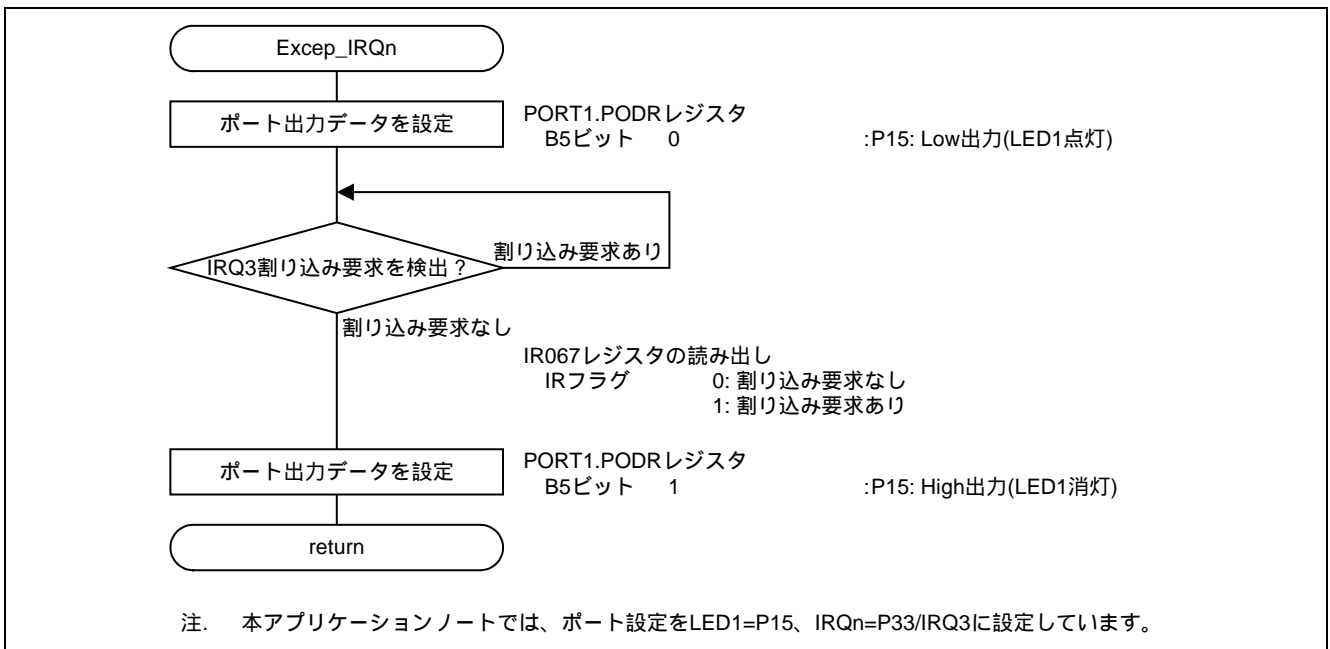 Excep_IRQn
ポート出力データを設定
PORT1.PODRレジスタ
B5ビット 0 :P15: Low出力(LED1点灯)
割り込み要求あり
IRQ3割り込み要求を検出？
割り込み要求なし
IR067レジスタの読み出し
IRフラグ 0: 割り込み要求なし
1: 割り込み要求あり
ポート出力データを設定
PORT1.PODRレジスタ
B5ビット 1 :P15: High出力(LED1消灯)
return
注. 本アプリケーションノートでは、ポート設定をLED1=P15、IRQn=P33/IRQ3に設定しています。